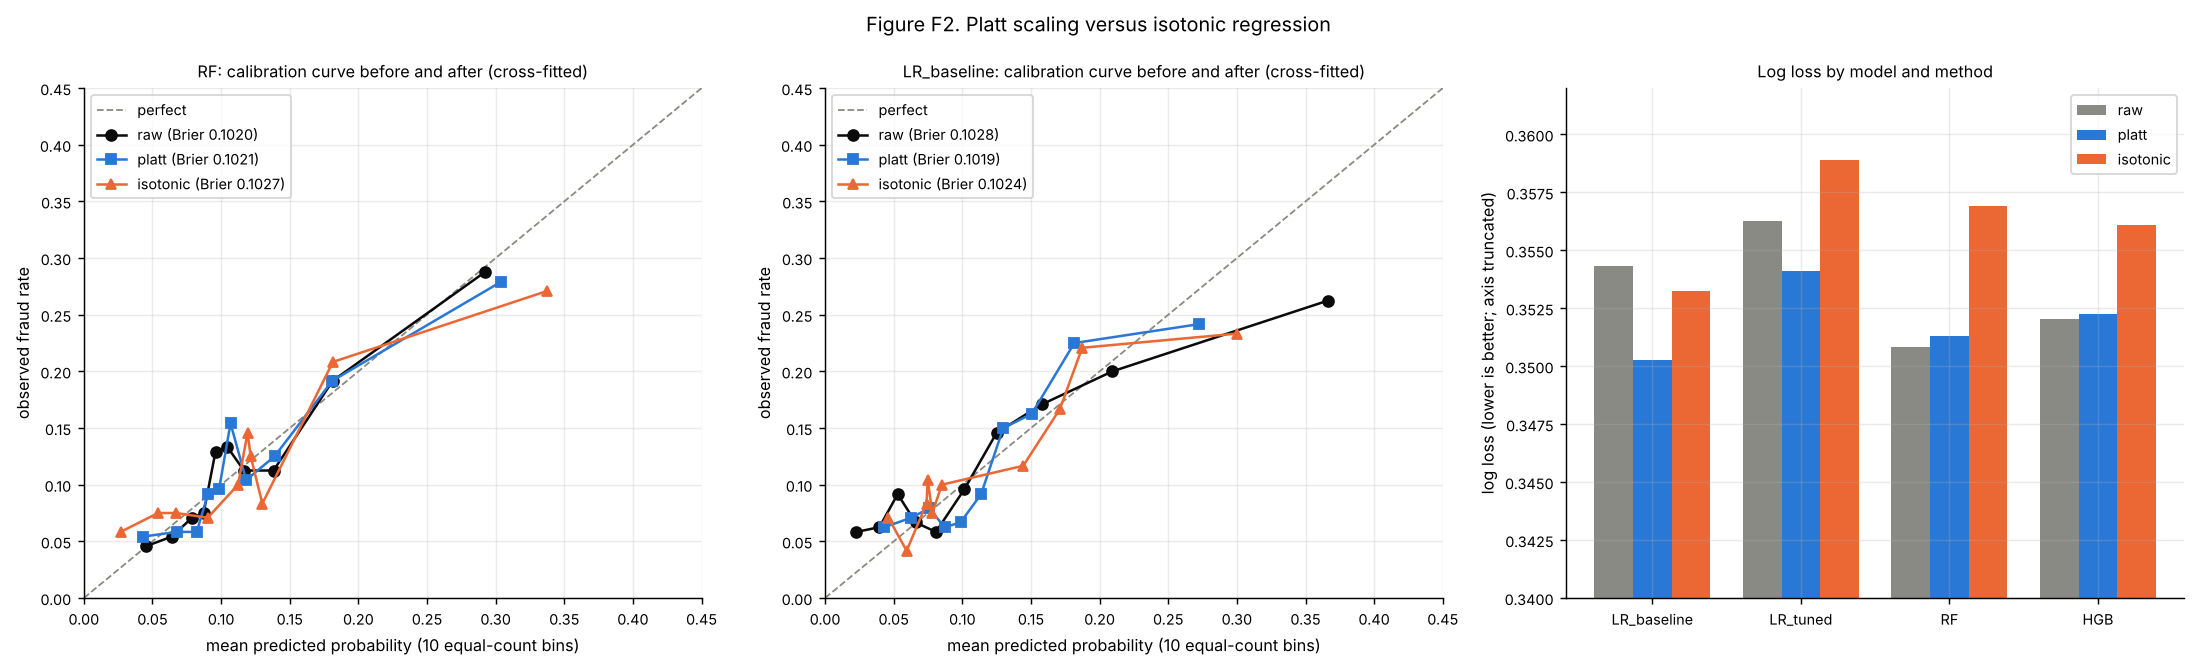 Figure F2. Platt scaling versus isotonic regression
RF: calibration curve before and after (cross-fitted)
perfect
raw (Brier 0.1020)
platt (Brier 0.1021)
isotonic (Brier 0.1027)
observed fraud rate
0.45
0.40
0.35
0.30
0.25
0.20
0.15
0.10
0.05
0.00
0.00 0.05 0.10 0.15 0.20 0.25 0.30 0.35 0.40 0.45
mean predicted probability (10 equal-count bins)
LR_baseline: calibration curve before and after (cross-fitted)
perfect
raw (Brier 0.1028)
platt (Brier 0.1019)
isotonic (Brier 0.1024)
observed fraud rate
0.45
0.40
0.35
0.30
0.25
0.20
0.15
0.10
0.05
0.00
0.00 0.05 0.10 0.15 0.20 0.25 0.30 0.35 0.40 0.45
mean predicted probability (10 equal-count bins)
Log loss by model and method
raw
platt
isotonic
log loss (lower is better; axis truncated)
0.3600
0.3575
0.3550
0.3525
0.3500
0.3475
0.3450
0.3425
0.3400
LR_baseline LR_tuned RF HGB